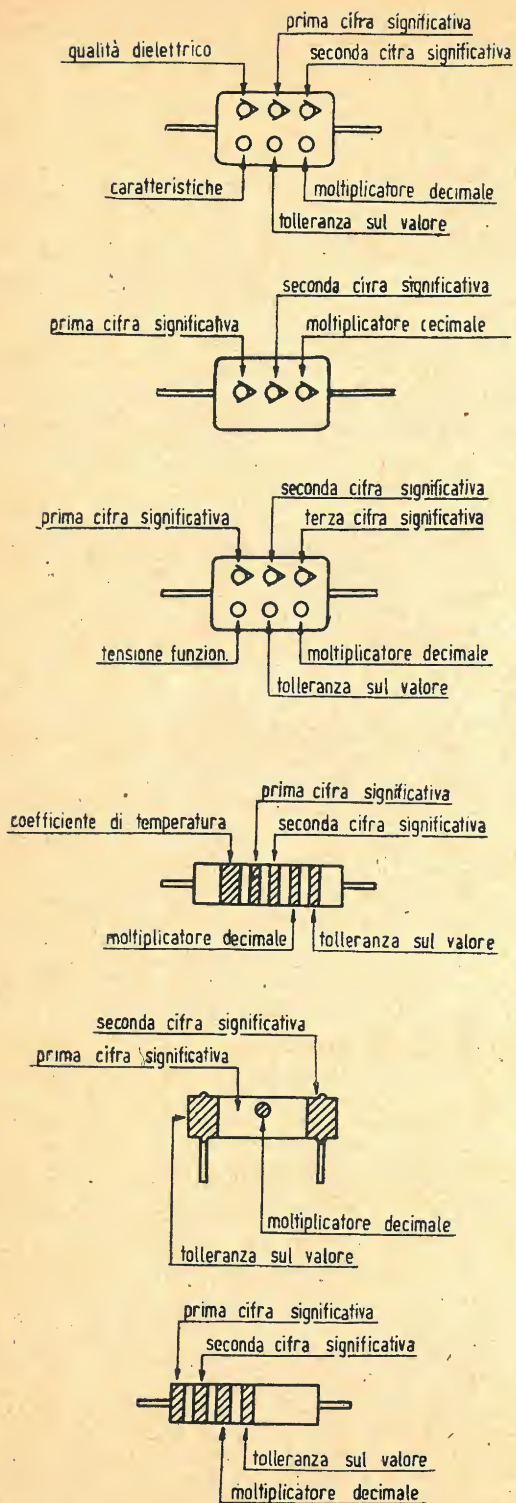 prima cifra significativa
qualità dielettrico
seconda cifra significativa
caratteristiche
moltiplicatore decimale
tolleranza sul valore
seconda civra significativa
prima cifra significativa
moltiplicatore cecimale
seconda cifra significativa
prima cifra significativa
terza cifra significativa
tensione funzion.
moltiplicatore decimale
tolleranza sul valore
prima cifra significativa
coefficiente di temperatura
seconda cifra significativa
moltiplicatore decimale
tolleranza sul valore
seconda cifra significativa
prima cifra significativa
moltiplicatore decimale
tolleranza sul valore
prima cifra significativa
seconda cifra significativa
tolleranza sul valore
moltiplicatore decimale